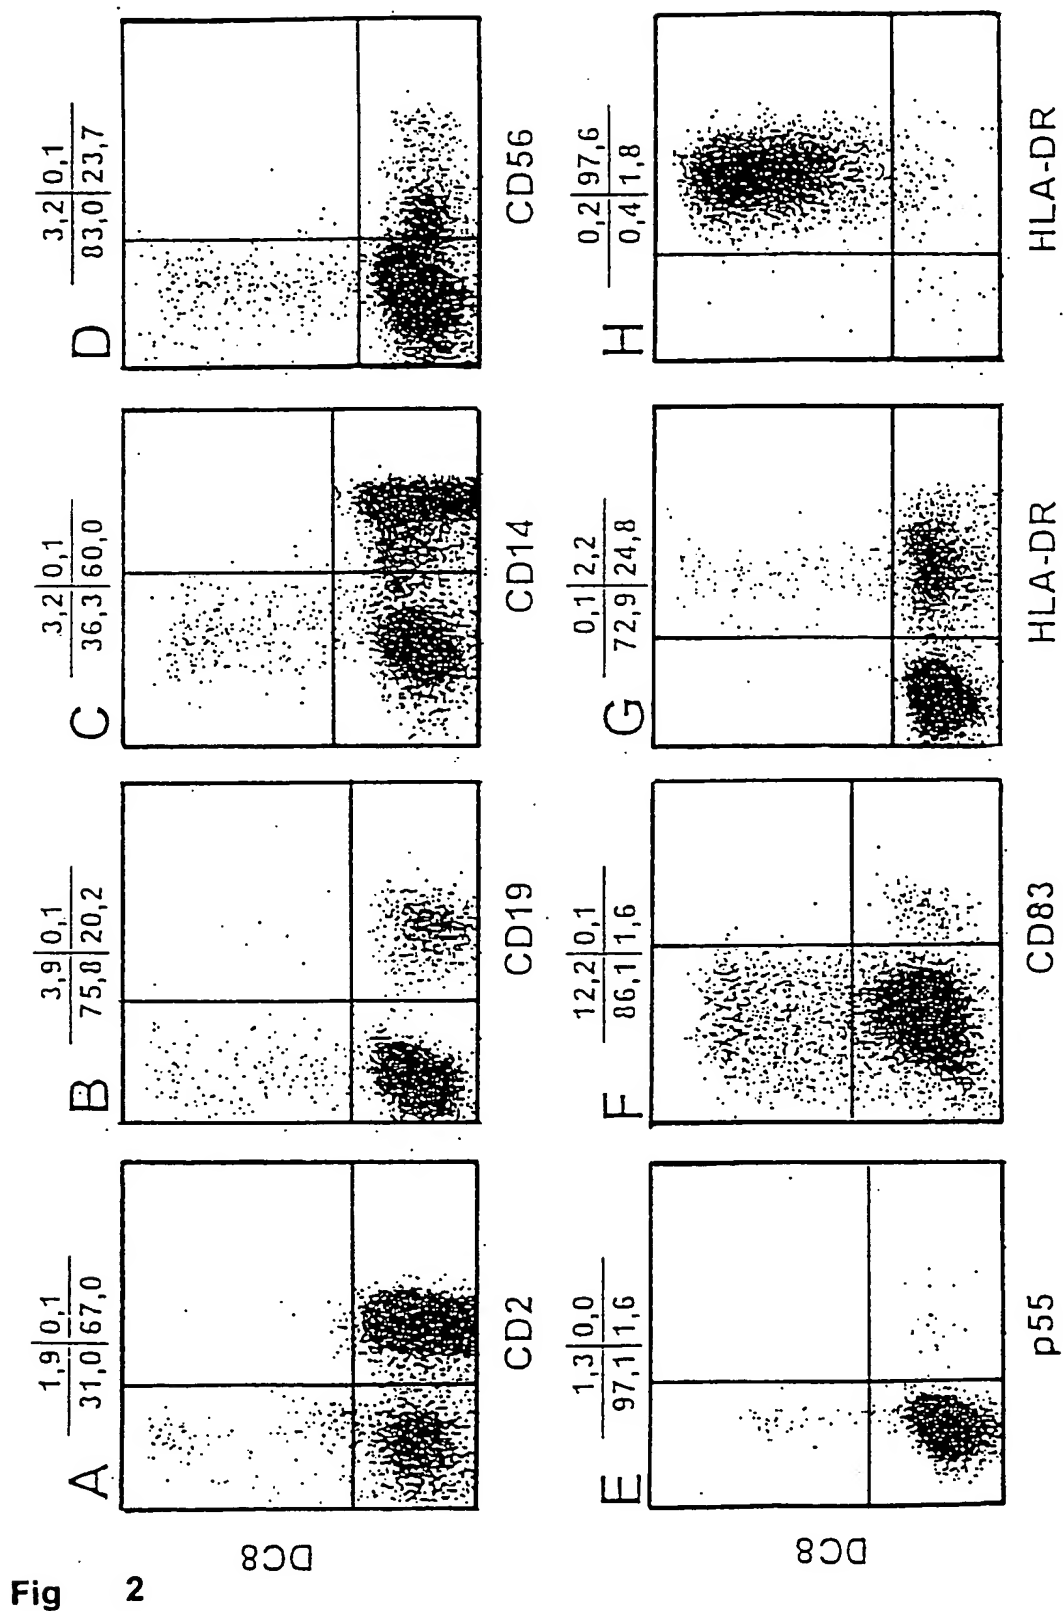 Fig 2
DC8
A
1,9 0,1
31,0 67,0
CD2
B
3,9 0,1
75,8 20,2
CD19
C
3,2 0,1
36,3 60,0
CD14
D
3,2 0,1
83,0 23,7
CD56
DC8
E
1,3 0,0
97,1 1,6
p55
F
12,2 0,1
86,1 1,6
CD83
G
0,1 2,2
72,9 24,8
HLA-DR
H
0,2 97,6
0,4 1,8
HLA-DR